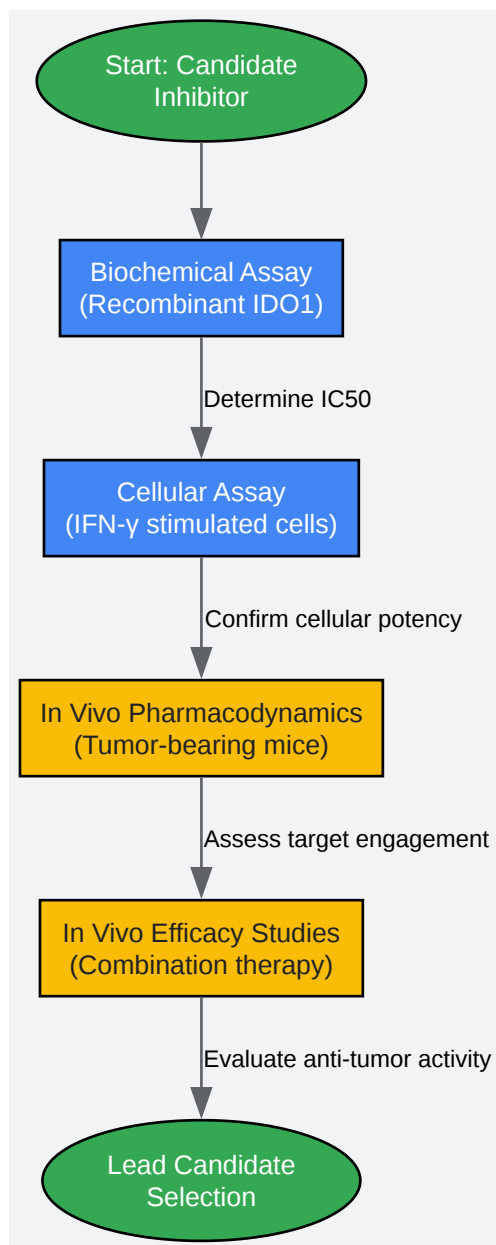 Start: Candidate
Inhibitor
Biochemical Assay
(Recombinant IDO1)
Determine IC50
Cellular Assay
(IFN-γ stimulated cells)
Confirm cellular potency
In Vivo Pharmacodynamics
(Tumor-bearing mice)
Assess target engagement
In Vivo Efficacy Studies
(Combination therapy)
Evaluate anti-tumor activity
Lead Candidate
Selection